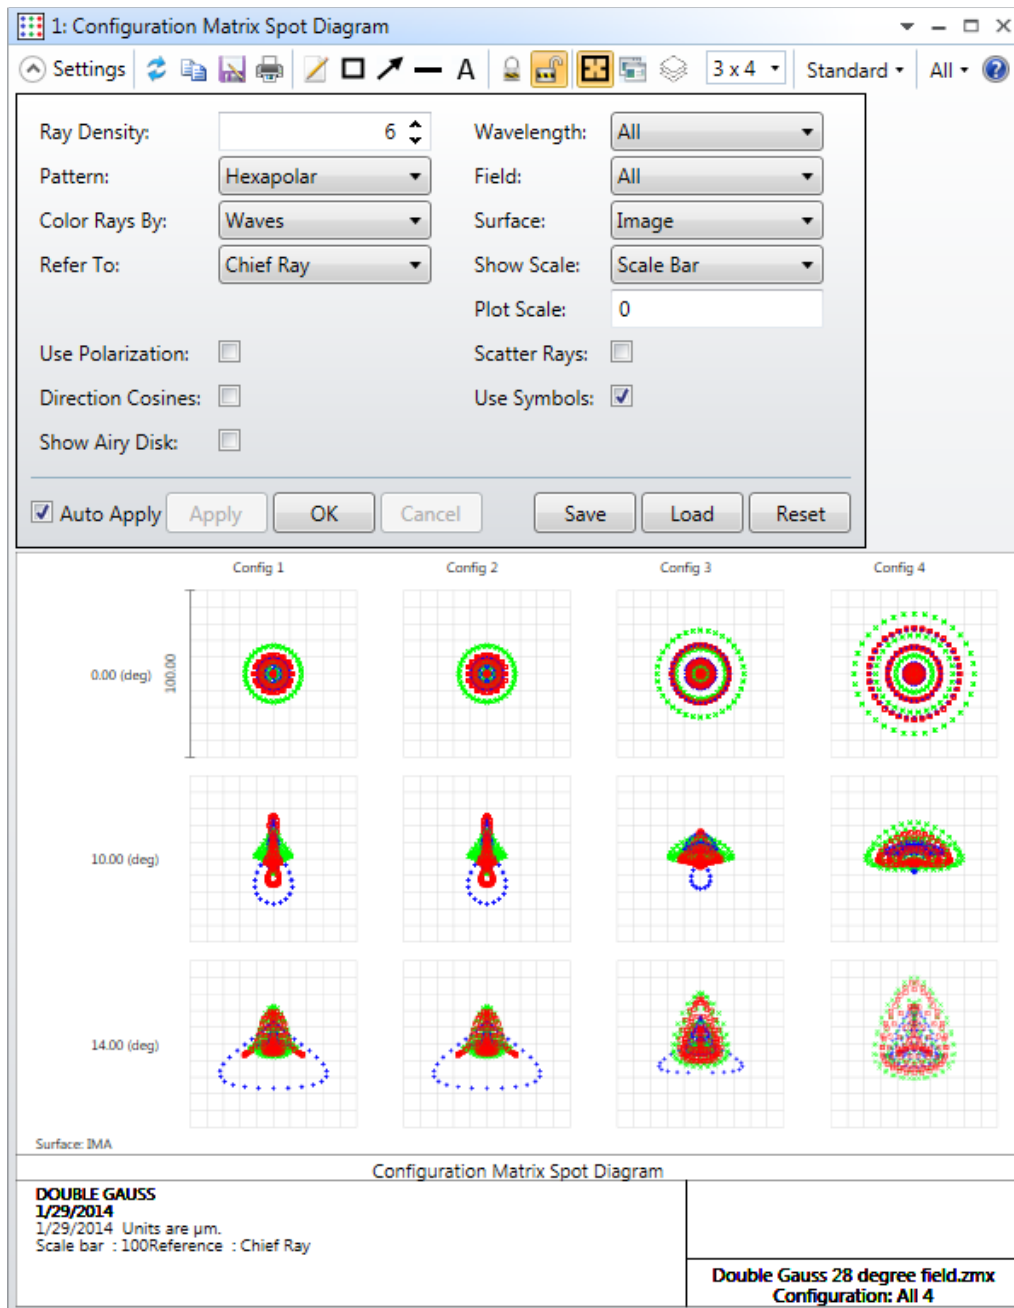 1: Configuration Matrix Spot Diagram
Settings A 3 x 4 Standard All ?
Ray Density: 6 Wavelength: All
Pattern: Hexapolar Field: All
Color Rays By: Waves Surface: Image
Refer To: Chief Ray Show Scale: Scale Bar
Plot Scale: 0
Use Polarization: Scatter Rays:
Direction Cosines: Use Symbols:
Show Airy Disk:
Auto Apply Apply OK Cancel Save Load Reset
Config 1 Config 2 Config 3 Config 4
0.00 (deg) 100.00
10.00 (deg)
14.00 (deg)
Surface: IMA
Configuration Matrix Spot Diagram
DOUBLE GAUSS
1/29/2014
1/29/2014 Units are µm.
Scale bar : 100Reference : Chief Ray
Double Gauss 28 degree field.zmx
Configuration: All 4